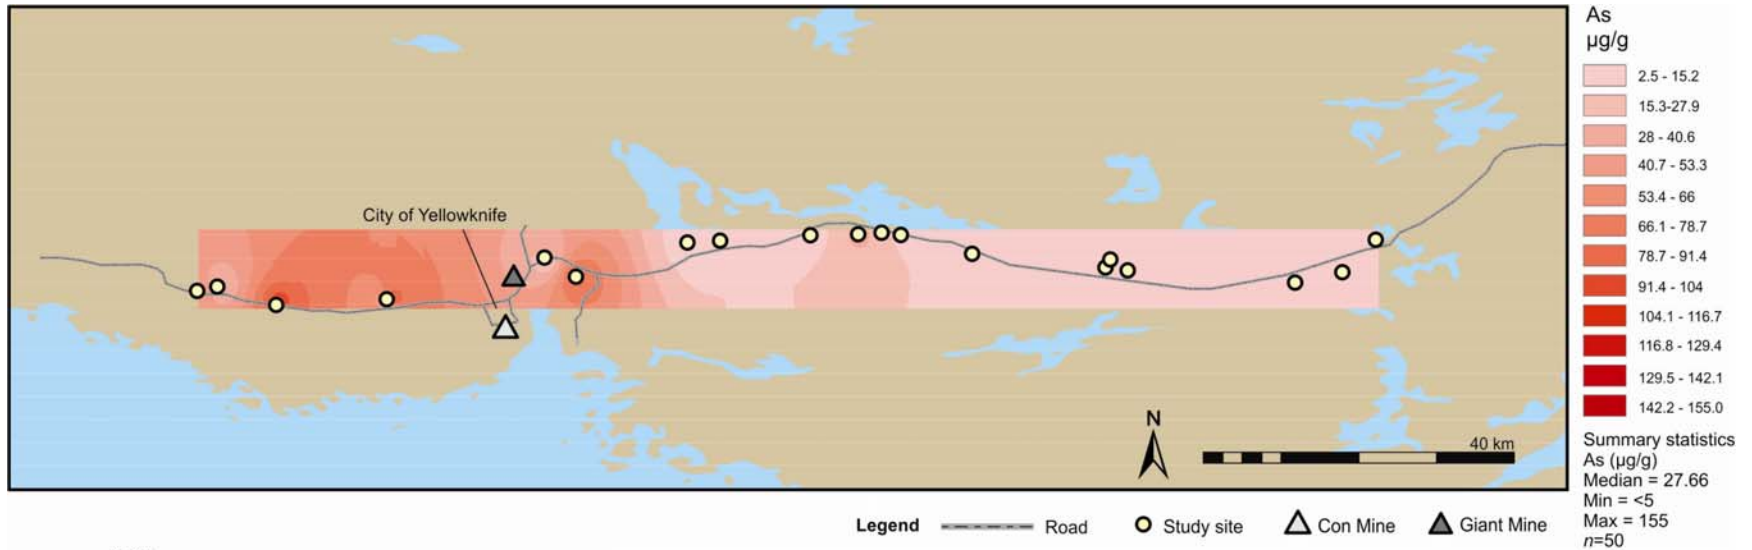 As
µg/g
2.5 - 15.2
15.3-27.9
28 - 40.6
40.7 - 53.3
53.4 - 66
66.1 - 78.7
78.7 - 91.4
91.4 - 104
104.1 - 116.7
116.8 - 129.4
129.5 - 142.1
142.2 - 155.0
City of Yellowknife
N
40 km
Summary statistics
As (µg/g)
Median = 27.66
Min = <5
Max = 155
n=50
Legend Road Study site Con Mine Giant Mine